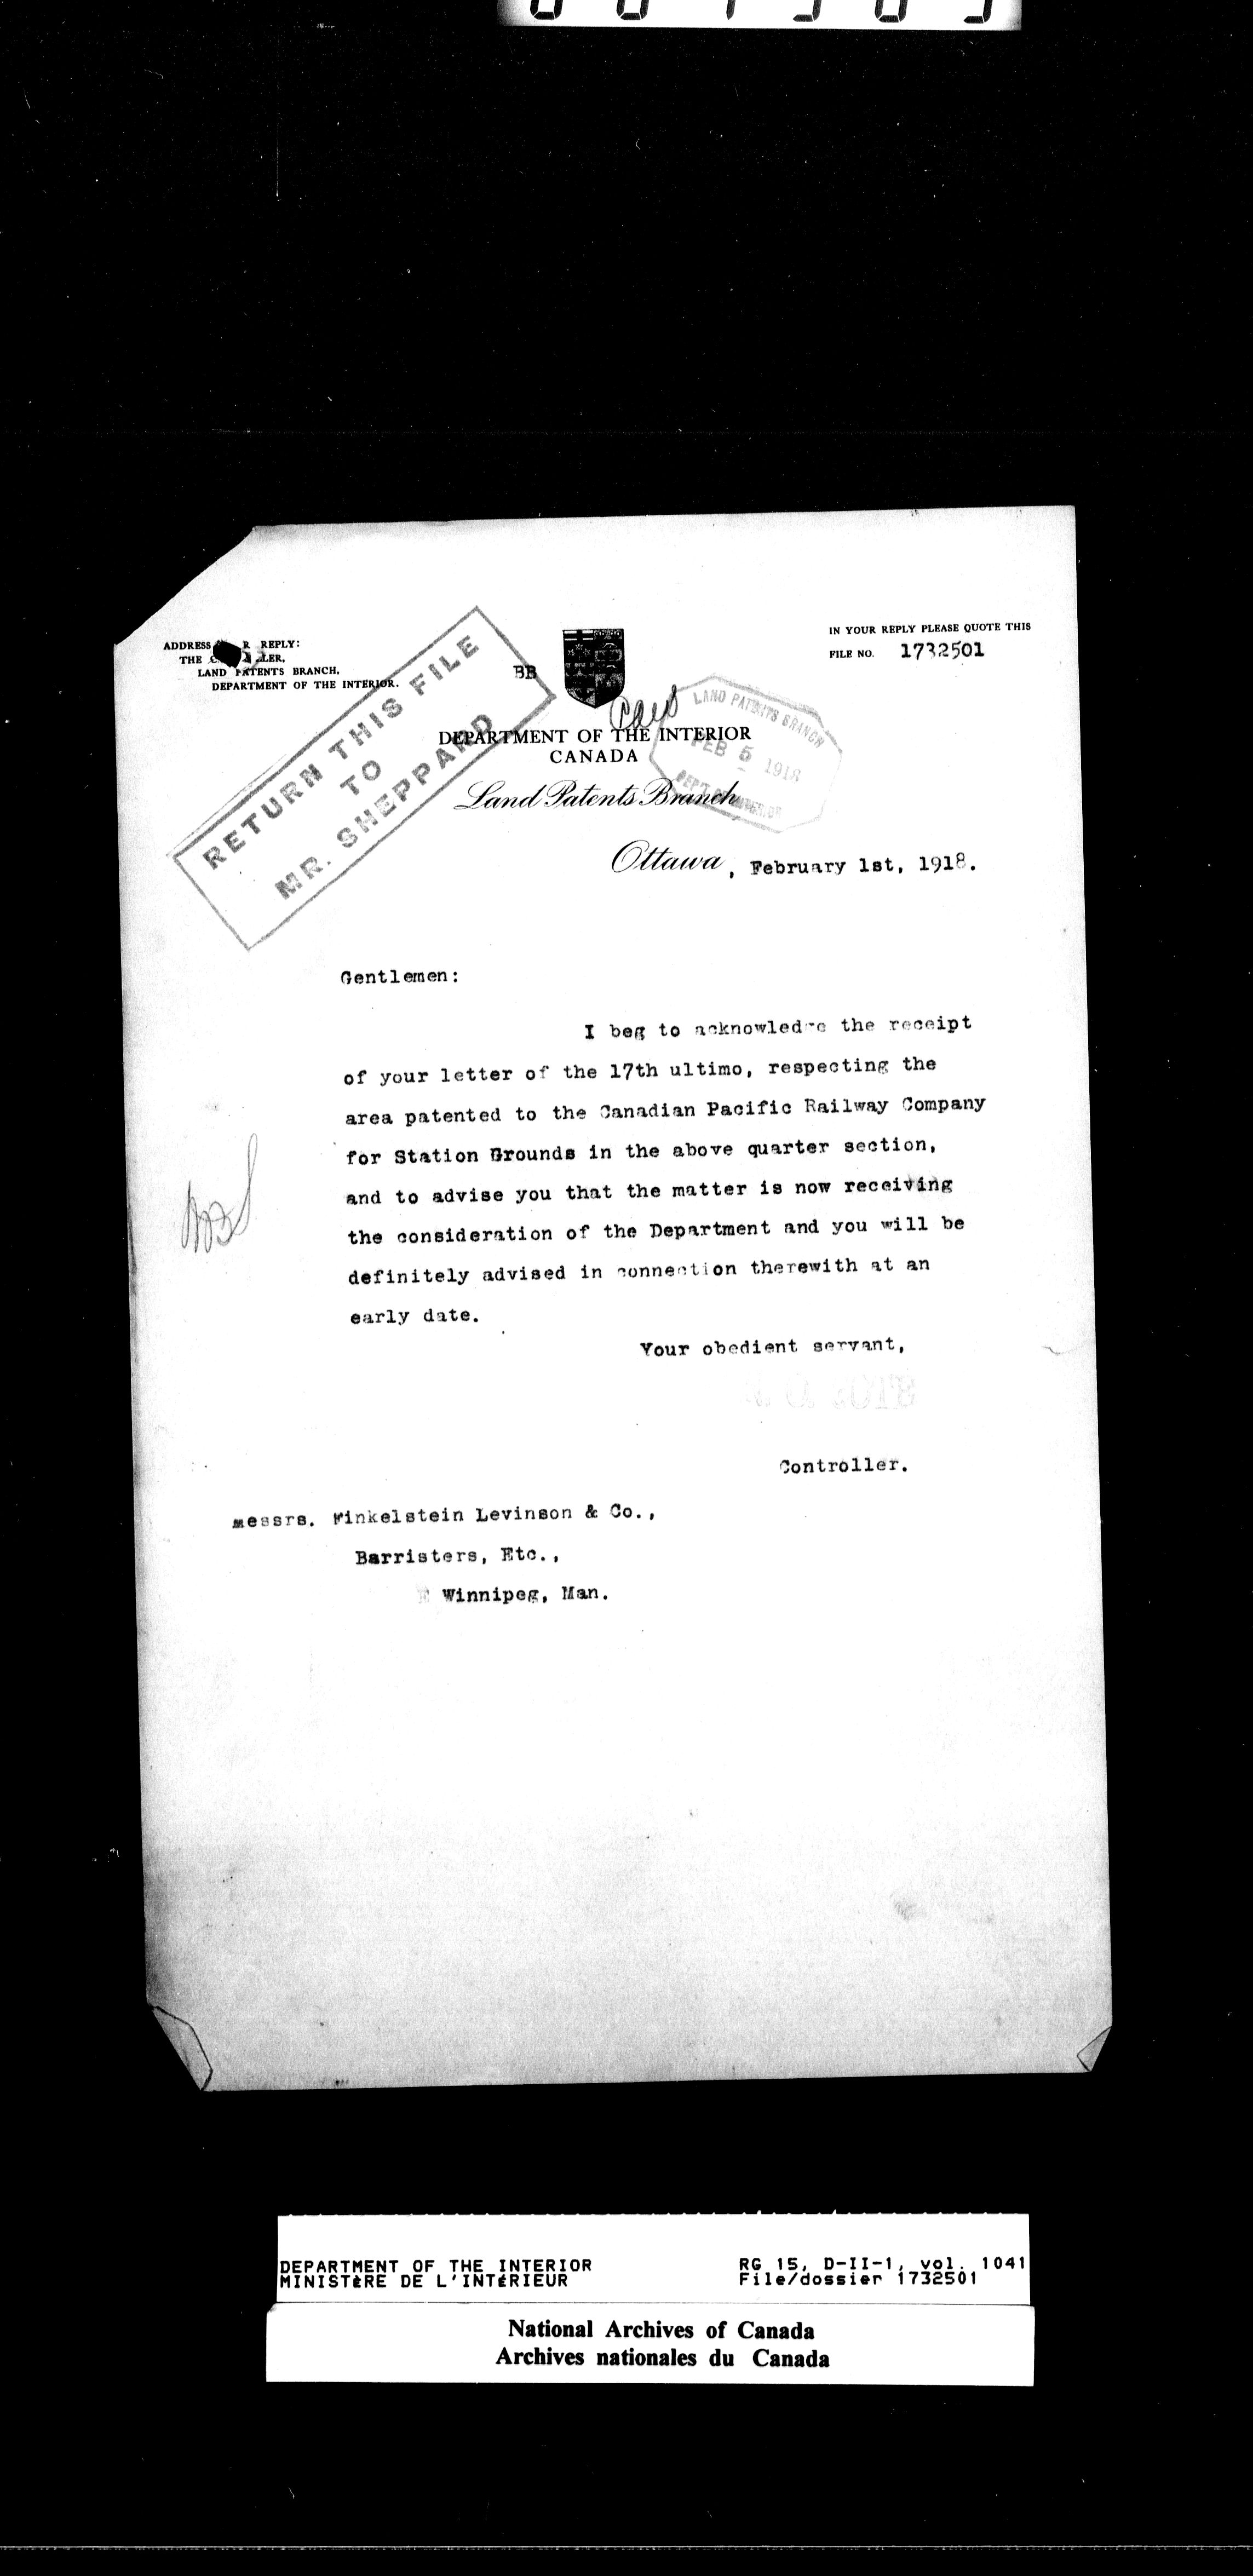 ADDRESS R REPLY:
THE
LAND PATENTS BRANCH,
DEPARTMENT OF THE INTERIOR.
IN YOUR REPLY PLEASE QUOTE THIS
FILE NO. 1732501
RETURN THIS FILE
TO
MR. SHEPPARD
BB
DEPARTMENT OF THE INTERIOR
CANADA
Land Patents Branch,
LAND PATENTS BRANCH
FEB 5 1918
Ottawa, February 1st, 1918.
Gentlemen:
I beg to acknowledge the receipt
of your letter of the 17th ultimo, respecting the
area patented to the Canadian Pacific Railway Company
for Station Grounds in the above quarter section,
and to advise you that the matter is now receiving
the consideration of the Department and you will be
definitely advised in connection therewith at an
early date.
Your obedient servant,
Controller.
Messrs. Finkelstein Levinson & Co.,
Barristers, Etc.,
Winnipeg, Man.
DEPARTMENT OF THE INTERIOR
MINISTÈRE DE L'INTÉRIEUR
RG 15, D-II-1, vol. 1041
File/dossier 1732501
National Archives of Canada
Archives nationales du Canada